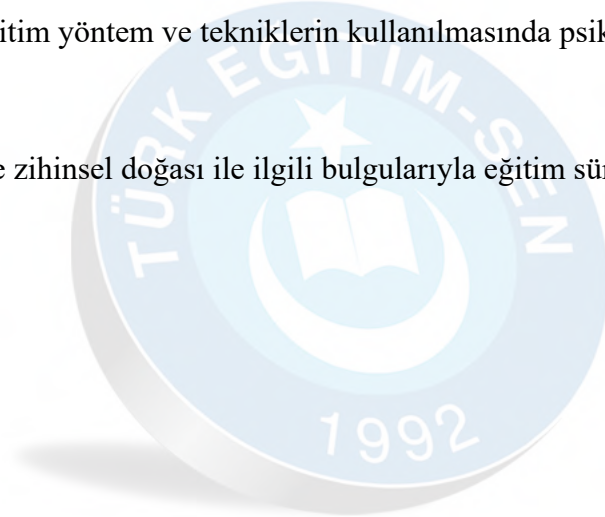 itim yöntem ve tekniklerin kullanılmasında psik
e zihinsel doğası ile ilgili bulgularıyla eğitim sür
TÜRK EĞİTİM-SEN
1992